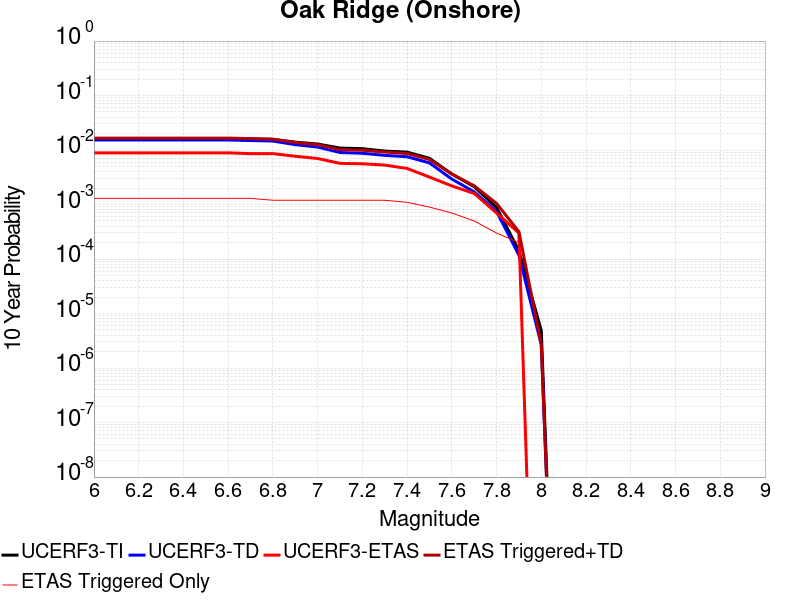 Oak Ridge (Onshore)
10^0
10^-1
10^-2
10^-3
10^-4
10^-5
10^-6
10^-7
10^-8
10 Year Probability
6 6.2 6.4 6.6 6.8 7 7.2 7.4 7.6 7.8 8 8.2 8.4 8.6 8.8 9
Magnitude
UCERF3-TI UCERF3-TD UCERF3-ETAS ETAS Triggered+TD
ETAS Triggered Only